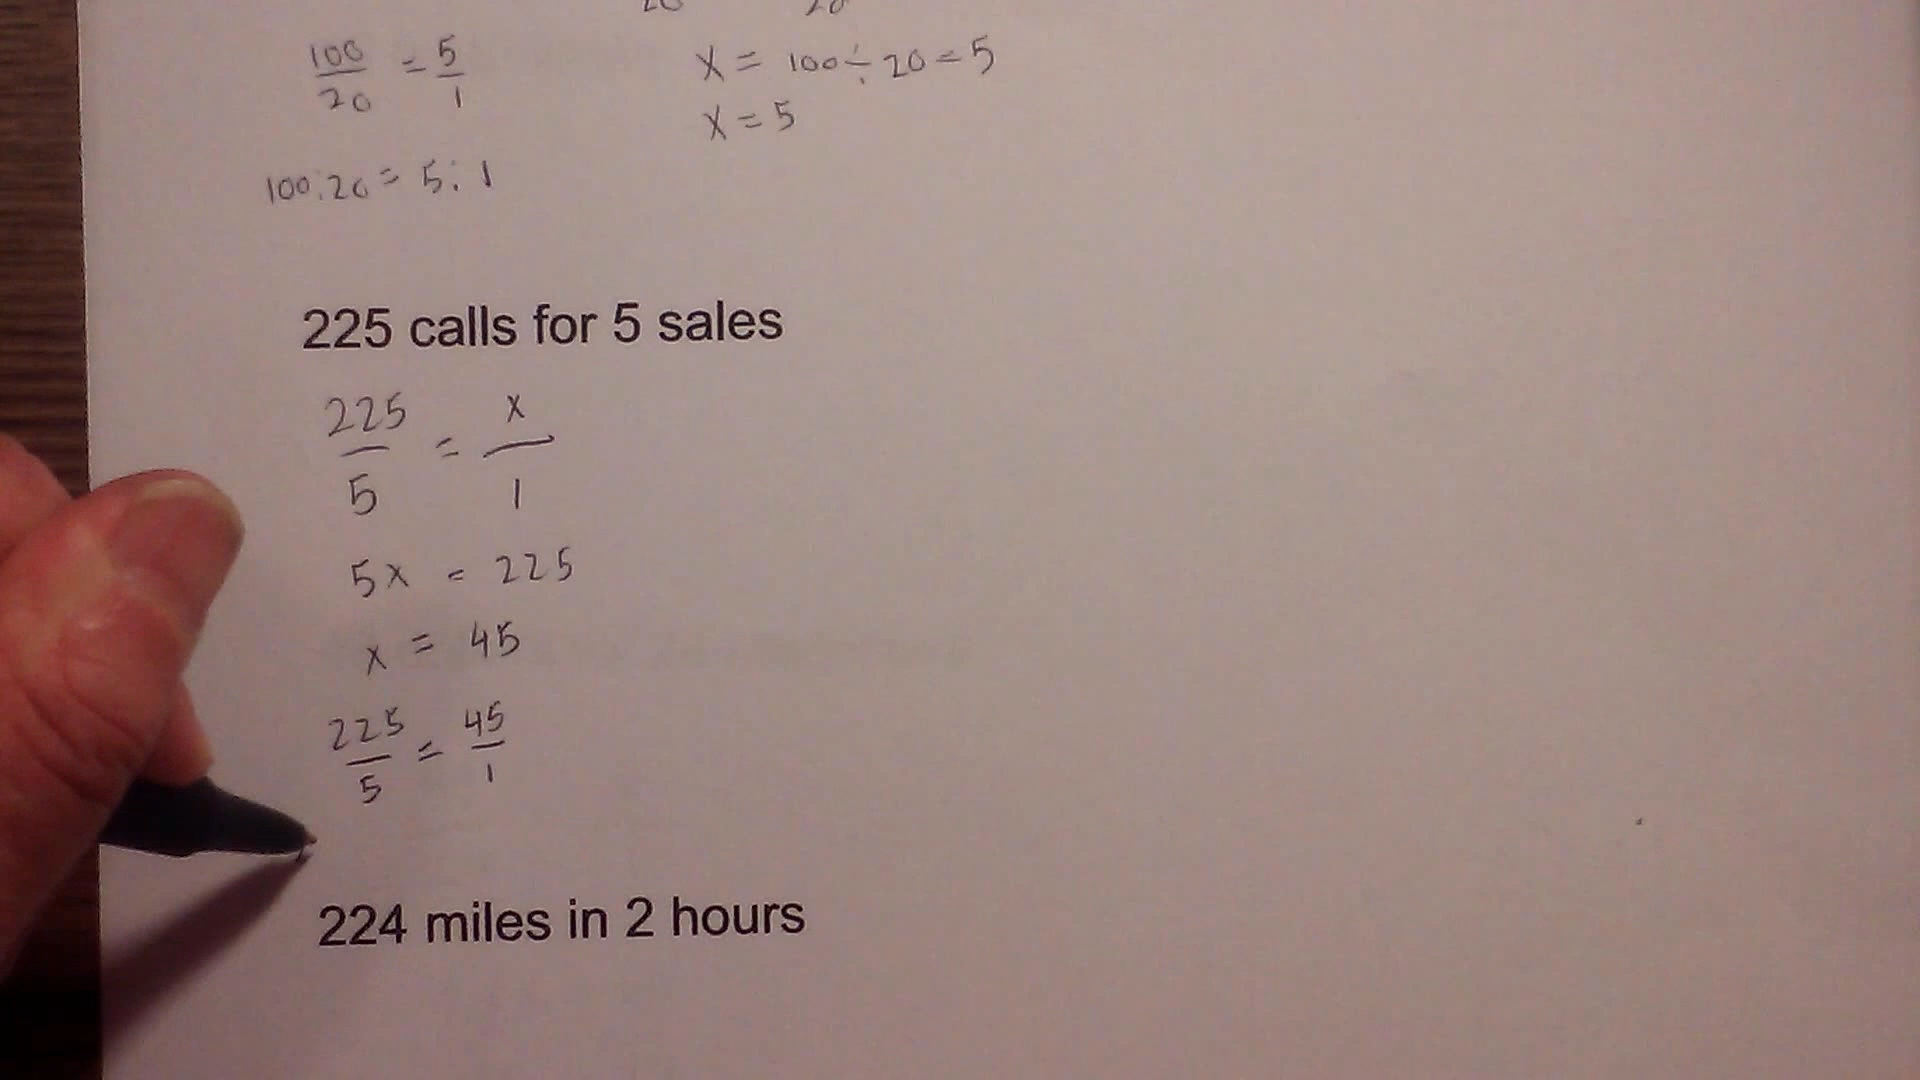 100/20 = 5/1
x = 100 ÷ 20 = 5
x = 5
100:20 = 5:1
225 calls for 5 sales
225/5 = x/1
5x = 225
x = 45
225/5 = 45/1
224 miles in 2 hours